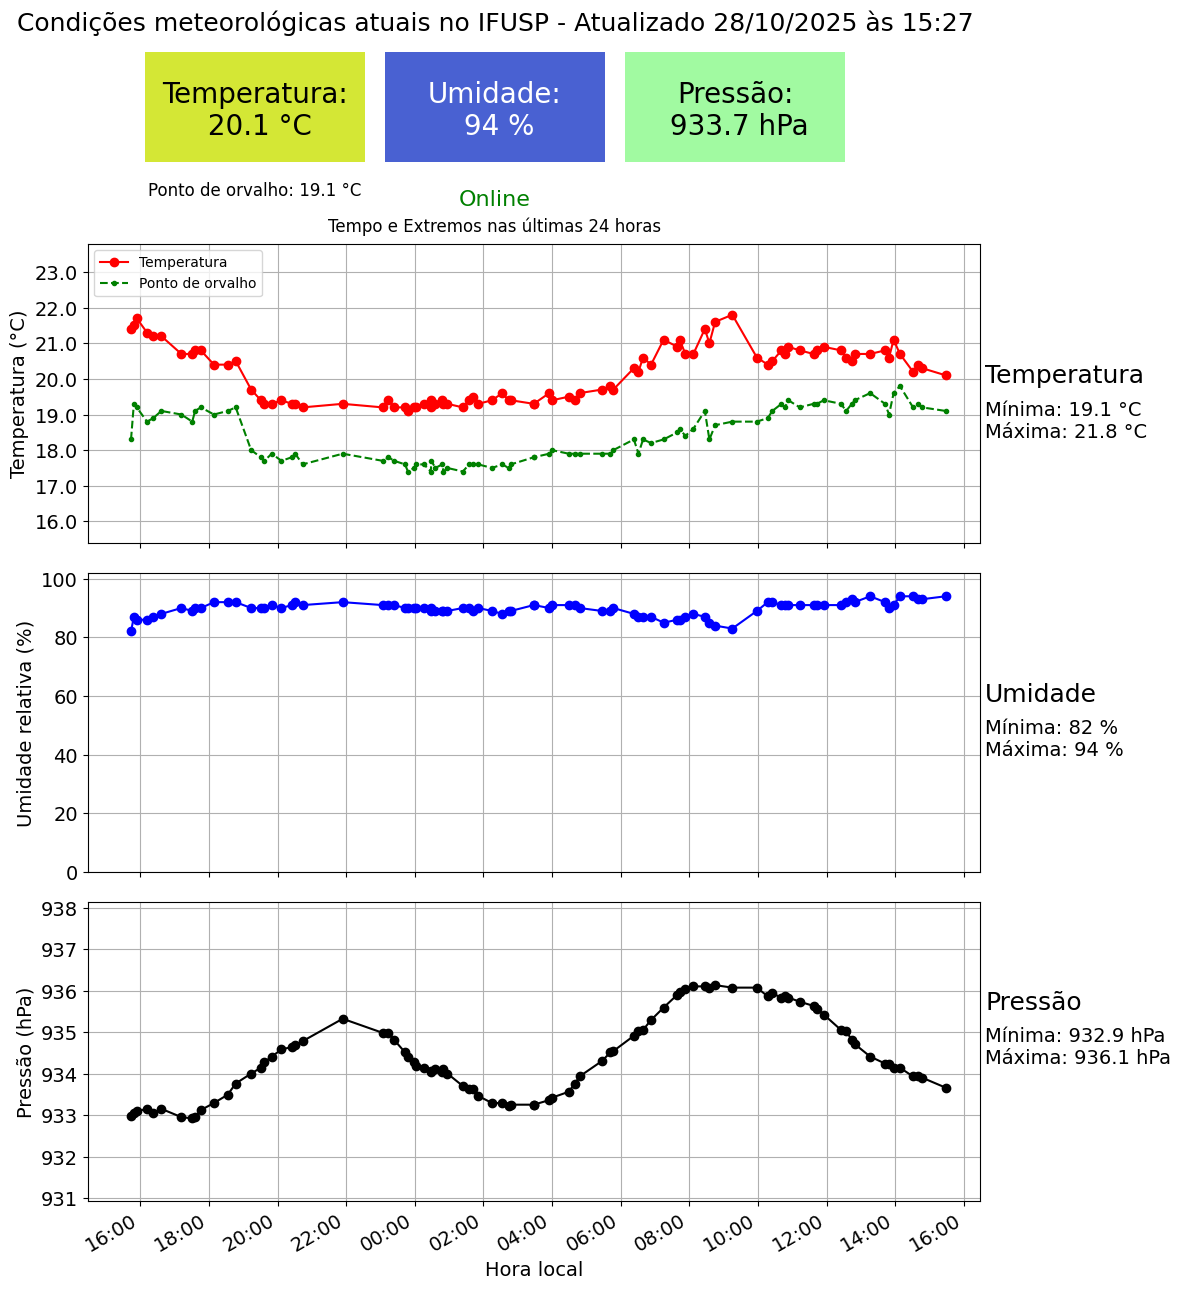 Condições meteorológicas atuais no IFUSP - Atualizado 28/10/2025 às 15:27
Temperatura:
20.1 °C
Umidade:
94 %
Pressão:
933.7 hPa
Ponto de orvalho: 19.1 °C
Online
Tempo e Extremos nas últimas 24 horas
Temperatura
Ponto de orvalho
Temperatura (°C)
23.0
22.0
21.0
20.0
19.0
18.0
17.0
16.0
Temperatura
Mínima: 19.1 °C
Máxima: 21.8 °C
Umidade relativa (%)
100
80
60
40
20
0
Umidade
Mínima: 82 %
Máxima: 94 %
Pressão (hPa)
938
937
936
935
934
933
932
931
Pressão
Mínima: 932.9 hPa
Máxima: 936.1 hPa
16:00 18:00 20:00 22:00 00:00 02:00 04:00 06:00 08:00 10:00 12:00 14:00 16:00
Hora local